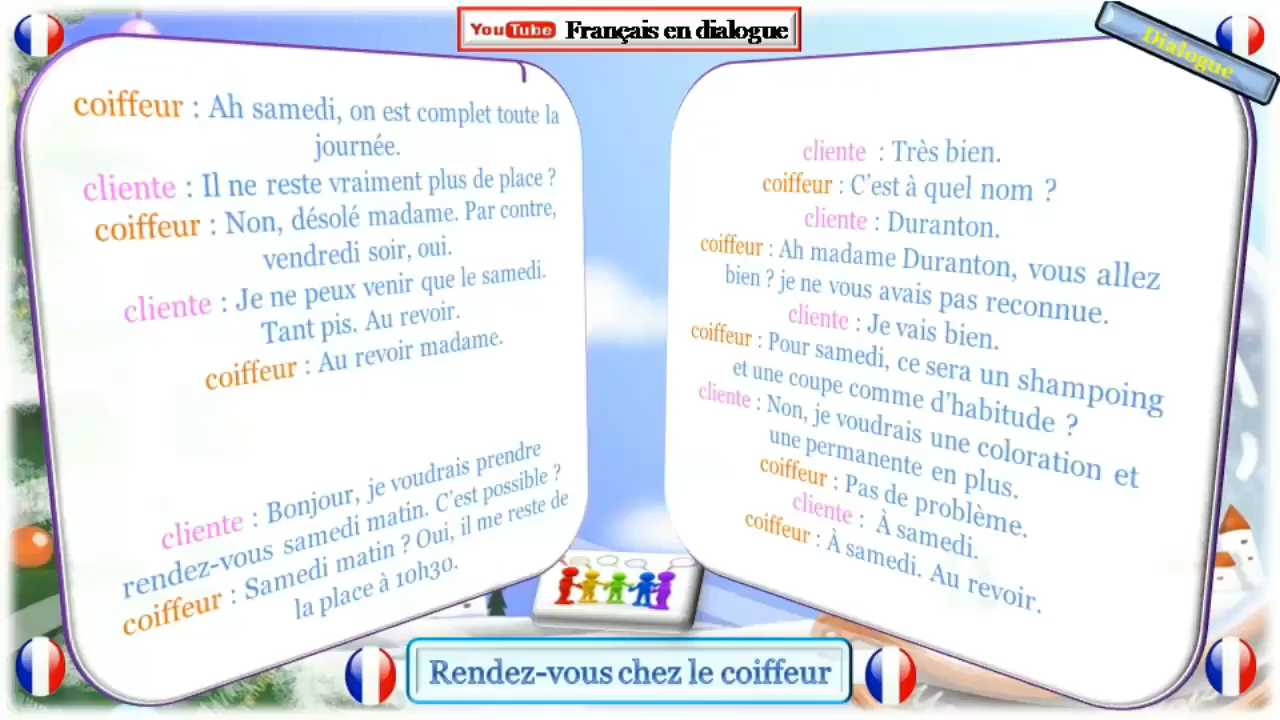 YouTube Français en dialogue
Dialogue
coiffeur : Ah samedi, on est complet toute la
journée.
cliente : Il ne reste vraiment plus de place ?
coiffeur : Non, désolé madame. Par contre,
vendredi soir, oui.
cliente : Je ne peux venir que le samedi.
Tant pis. Au revoir.
coiffeur : Au revoir madame.
cliente : Bonjour, je voudrais prendre
rendez-vous samedi matin. C'est possible ?
coiffeur : Samedi matin ? Oui, il me reste de
la place à 10h30.
cliente : Très bien.
coiffeur : C'est à quel nom ?
cliente : Duranton.
coiffeur : Ah madame Duranton, vous allez
bien ? je ne vous avais pas reconnue.
cliente : Je vais bien.
coiffeur : Pour samedi, ce sera un shampoing
et une coupe comme d'habitude ?
cliente : Non, je voudrais une coloration et
une permanente en plus.
coiffeur : Pas de problème.
cliente : À samedi.
coiffeur : À samedi. Au revoir.
Rendez-vous chez le coiffeur